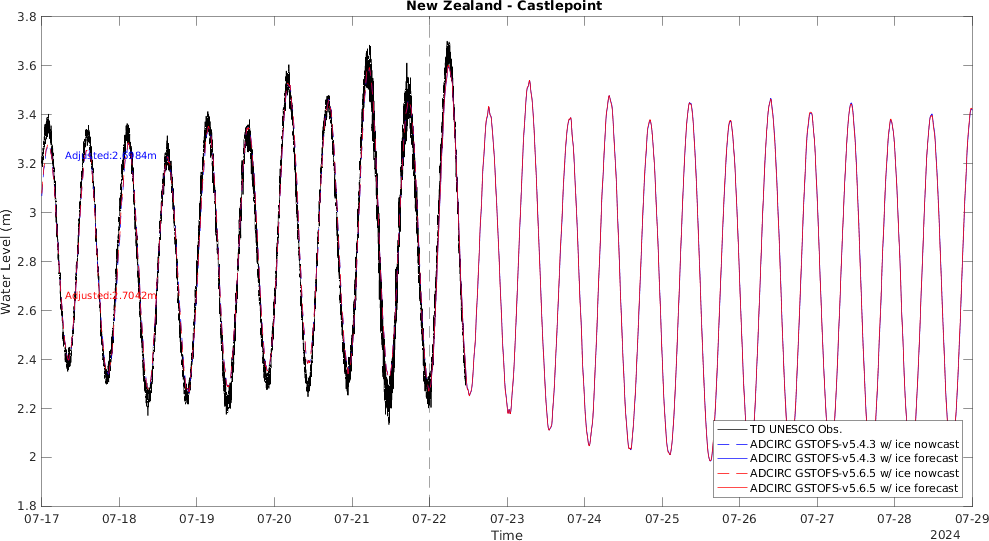 New Zealand - Castlepoint
3.8
3.6
3.4
3.2
3
2.8
2.6
2.4
2.2
2
1.8
Water Level (m)
Adjusted:2.6984m
Adjusted:2.7042m
TD UNESCO Obs.
ADCIRC GSTOFS-v5.4.3 w/ ice nowcast
ADCIRC GSTOFS-v5.4.3 w/ ice forecast
ADCIRC GSTOFS-v5.6.5 w/ ice nowcast
ADCIRC GSTOFS-v5.6.5 w/ ice forecast
07-17 07-18 07-19 07-20 07-21 07-22 07-23 07-24 07-25 07-26 07-27 07-28 07-29
Time
2024